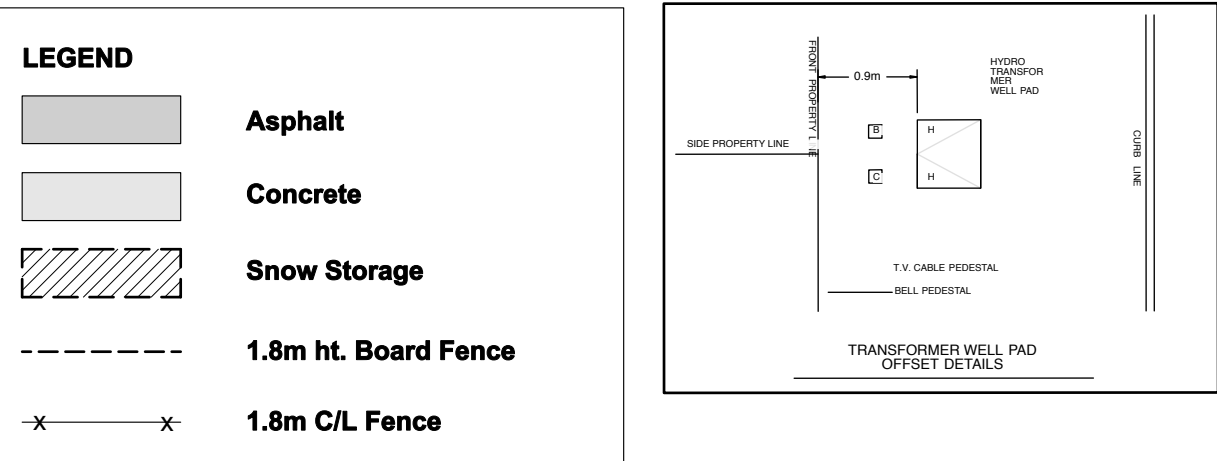 LEGEND
Asphalt
Concrete
Snow Storage
1.8m ht. Board Fence
X X
1.8m C/L Fence
FRONT PROPERTY LINE
0.9m
HYDRO
TRANSFOR
MER
WELL PAD
B
H
SIDE PROPERTY LINE
C
H
CURB LINE
T.V. CABLE PEDESTAL
BELL PEDESTAL
TRANSFORMER WELL PAD
OFFSET DETAILS